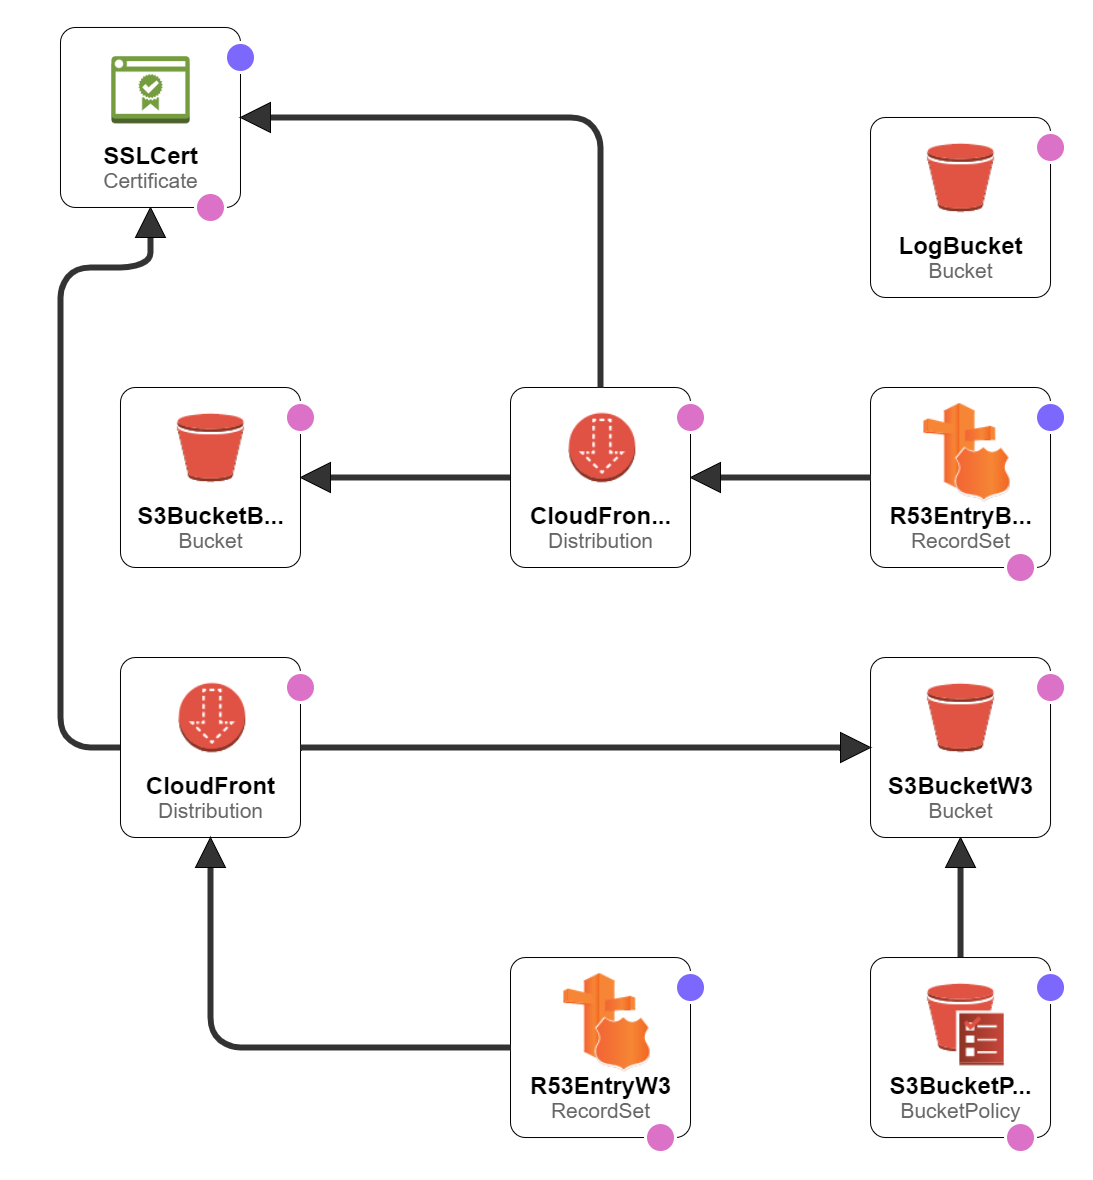 SSLCert
Certificate
LogBucket
Bucket
S3BucketB...
Bucket
CloudFron...
Distribution
R53EntryB...
RecordSet
CloudFront
Distribution
S3BucketW3
Bucket
R53EntryW3
RecordSet
S3BucketP...
BucketPolicy